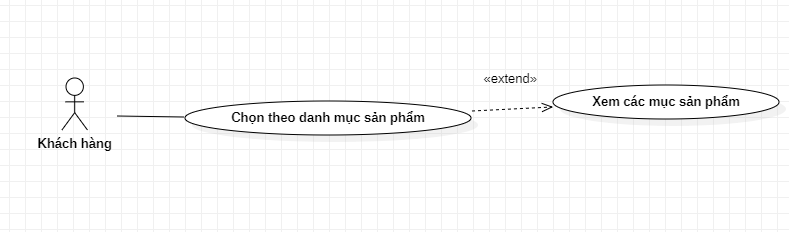 «extend»
Xem các mục sản phẩm
Chọn theo danh mục sản phẩm
Khách hàng